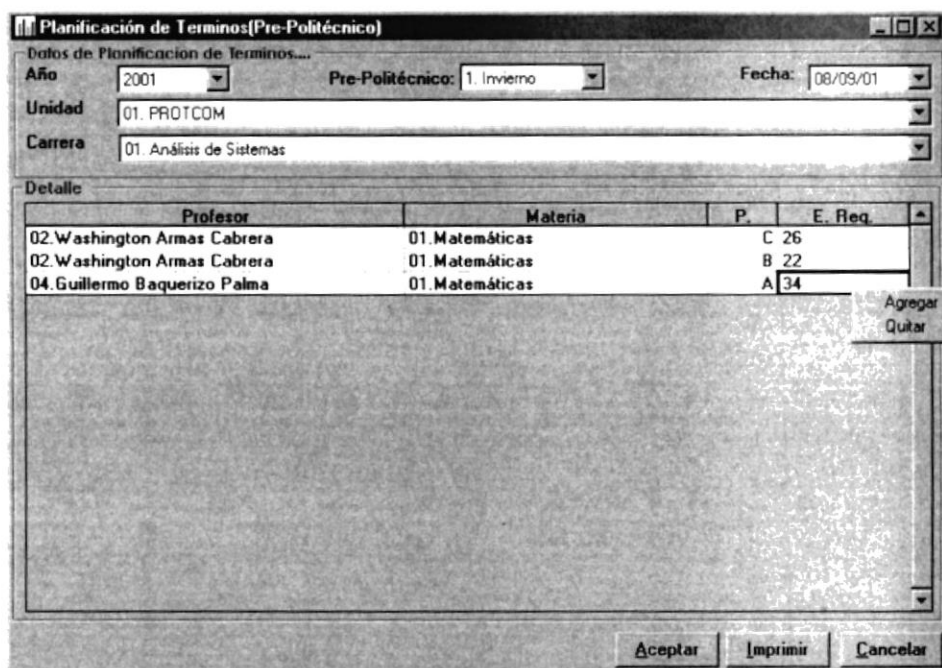 Planificación de Terminos(Pre-Politécnico)
Datos de Planificacion de Terminos....
Año 2001 Pre-Politécnico: 1. Invierno Fecha: 08/09/01
Unidad 01. PROTCOM
Carrera 01. Análisis de Sistemas
Detalle
Profesor Materia P. E. Req.
02.Washington Armas Cabrera 01.Matemáticas C 26
02.Washington Armas Cabrera 01.Matemáticas B 22
04.Guillermo Baquerizo Palma 01.Matemáticas A 34
Agregar
Quitar
Aceptar Imprimir Cancelar